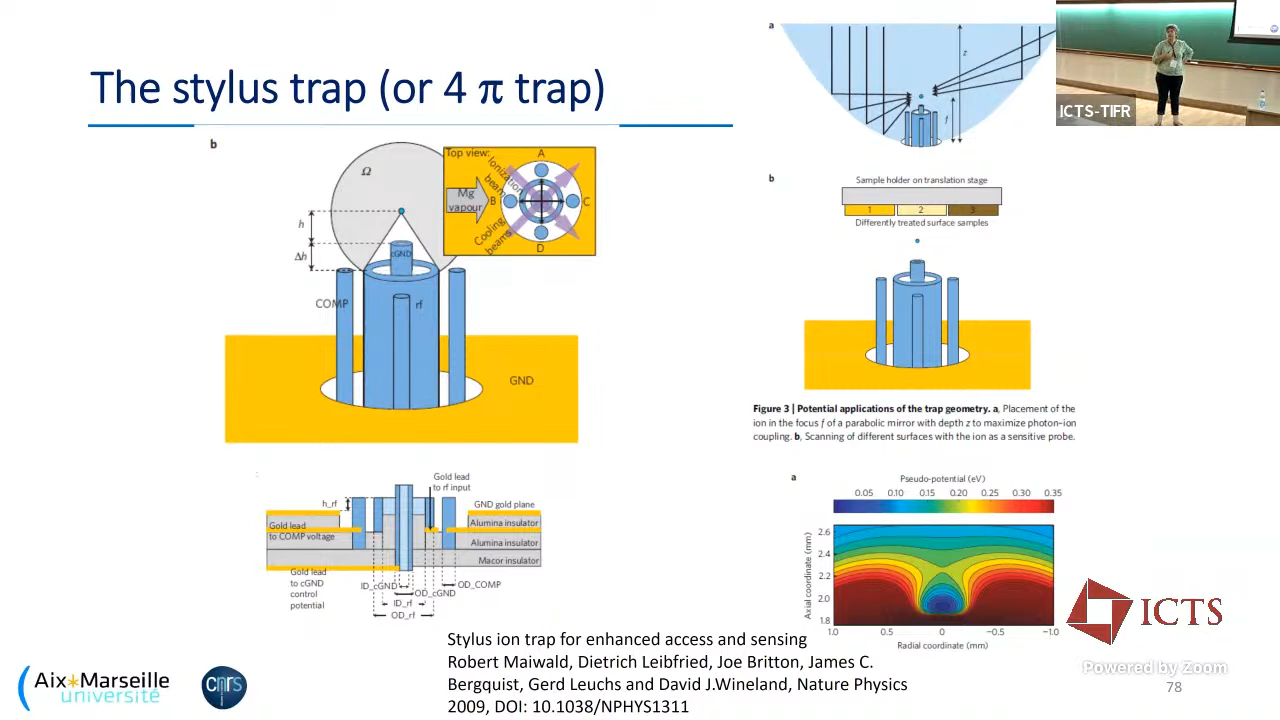 The stylus trap (or 4 π trap)
b
Ω
h
Δh
cGND
COMP
rf
GND
Top view:
A
Ionization
beam
Mg
vapour
B
C
Cooling
beams
D
a
z
f
b
Sample holder on translation stage
1
2
3
Differently treated surface samples
Figure 3 | Potential applications of the trap geometry. a, Placement of the
ion in the focus f of a parabolic mirror with depth z to maximize photon–ion
coupling. b, Scanning of different surfaces with the ion as a sensitive probe.
Gold lead
to rf input
h_rf
GND gold plane
Gold lead
to COMP voltage
Alumina insulator
Alumina insulator
Macor insulator
Gold lead
to cGND
control
potential
ID_cGND
OD_COMP
OD_cGND
ID_rf
OD_rf
a
Pseudo-potential (eV)
0.05 0.10 0.15 0.20 0.25 0.30 0.35
Axial coordinate (mm)
2.6
2.4
2.2
2.0
1.8
1.0 0.5 0 −0.5 −1.0
Radial coordinate (mm)
Stylus ion trap for enhanced access and sensing
Robert Maiwald, Dietrich Leibfried, Joe Britton, James C.
Bergquist, Gerd Leuchs and David J.Wineland, Nature Physics
2009, DOI: 10.1038/NPHYS1311
Aix✶Marseille
université
cnrs
ICTS-TIFR
ICTS
Powered by Zoom
78